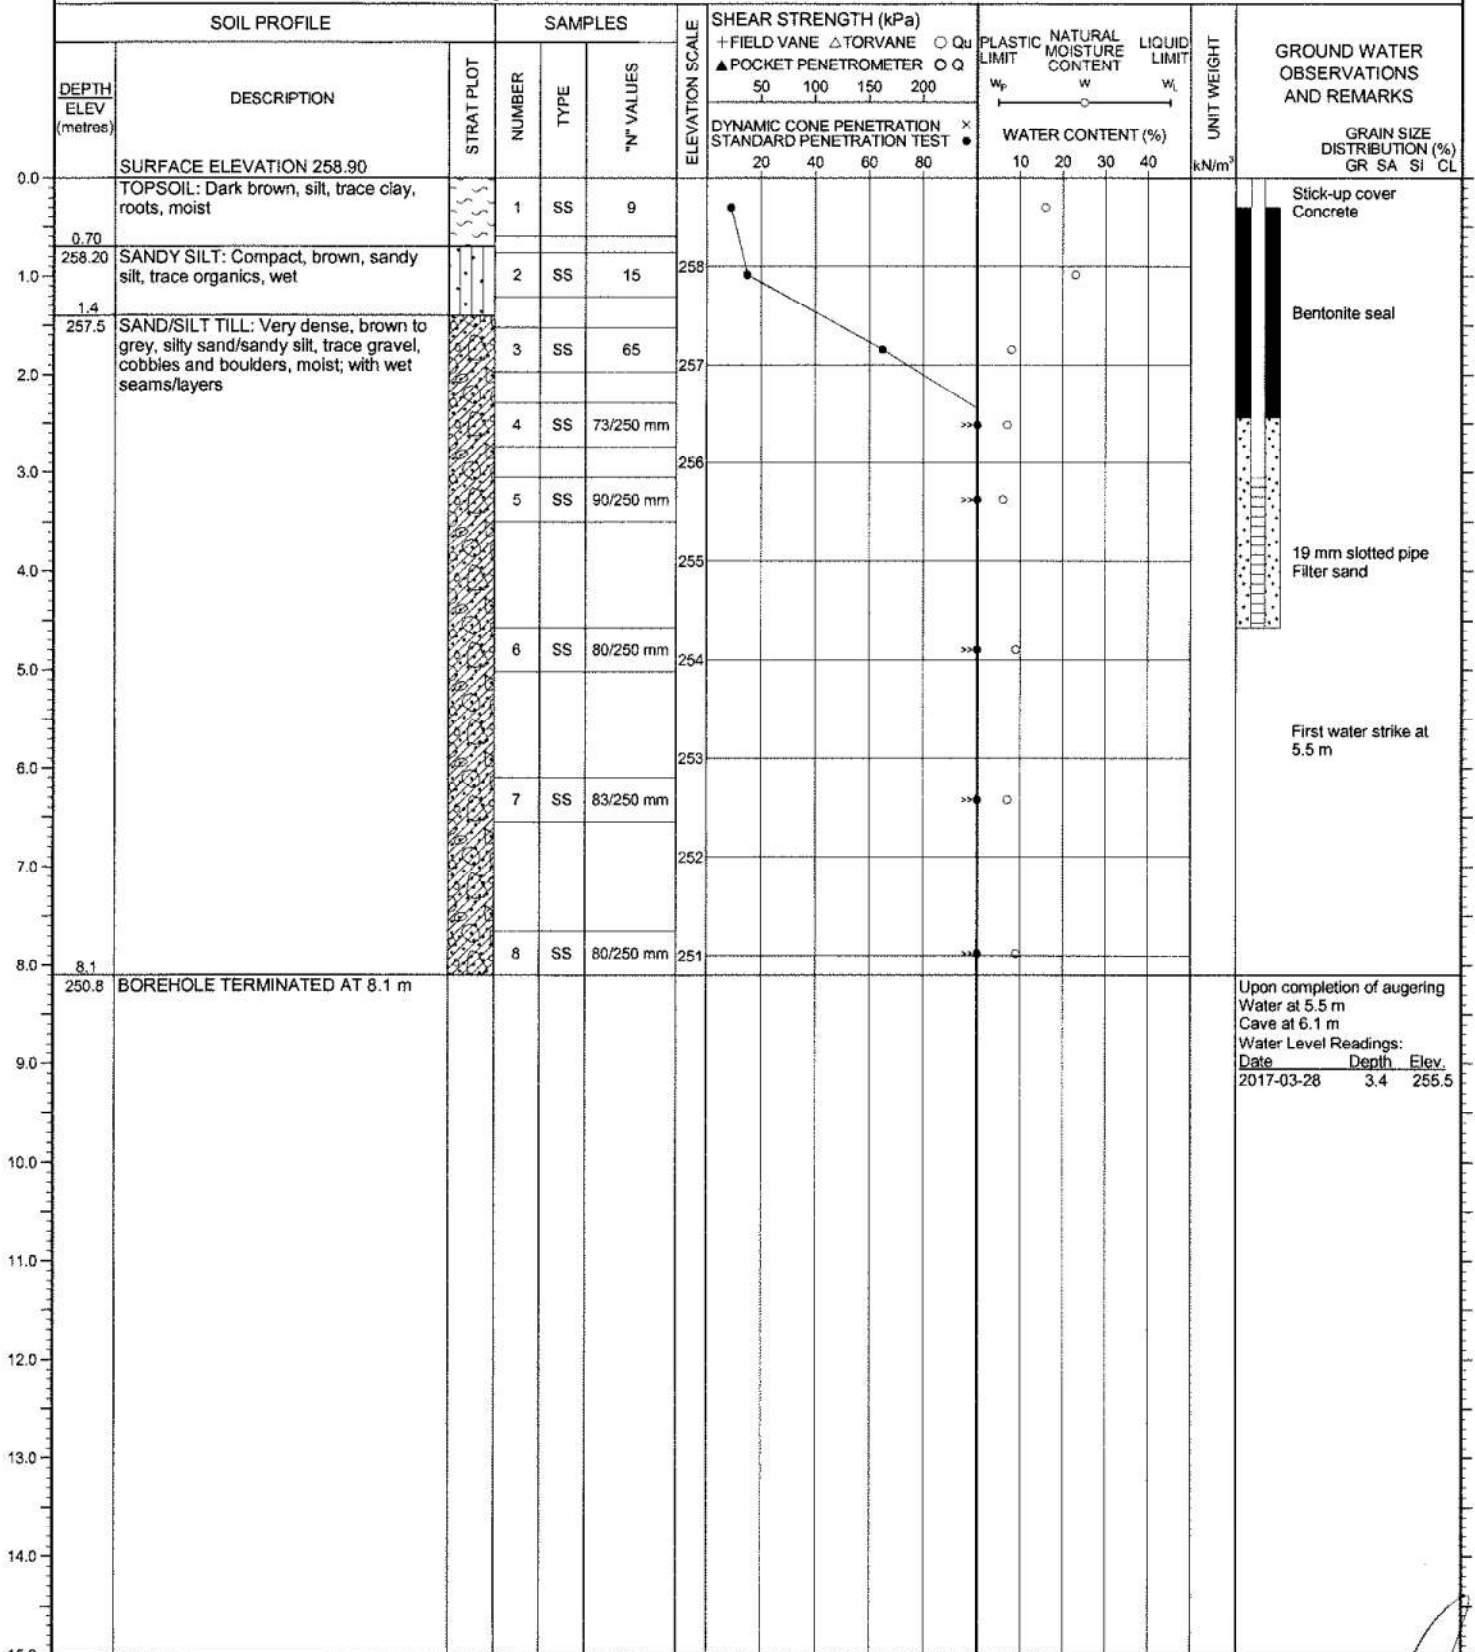 SOIL PROFILE
SAMPLES
DEPTH
ELEV
(metres)
DESCRIPTION
SURFACE ELEVATION 258.90
STRAT PLOT
NUMBER
TYPE
"N" VALUES
ELEVATION SCALE
SHEAR STRENGTH (kPa)
+FIELD VANE △TORVANE ○ Qu
▲POCKET PENETROMETER ○ Q
50 100 150 200
DYNAMIC CONE PENETRATION ×
STANDARD PENETRATION TEST ●
20 40 60 80
PLASTIC LIMIT
NATURAL MOISTURE CONTENT
LIQUID LIMIT
WP W WL
WATER CONTENT (%)
10 20 30 40
UNIT WEIGHT
kN/m³
GROUND WATER
OBSERVATIONS
AND REMARKS
GRAIN SIZE
DISTRIBUTION (%)
GR SA SI CL
0.0
TOPSOIL: Dark brown, silt, trace clay,
roots, moist
1 SS 9
Stick-up cover
Concrete
0.70
258.20
SANDY SILT: Compact, brown, sandy
silt, trace organics, wet
1.0
2 SS 15
258
1.4
257.5
SAND/SILT TILL: Very dense, brown to
grey, silty sand/sandy silt, trace gravel,
cobbles and boulders, moist; with wet
seams/layers
Bentonite seal
3 SS 65
257
2.0
4 SS 73/250 mm
>>
256
3.0
5 SS 90/250 mm
>>
255
19 mm slotted pipe
Filter sand
4.0
6 SS 80/250 mm
>>
254
5.0
First water strike at
5.5 m
253
6.0
7 SS 83/250 mm
>>
252
7.0
8 SS 80/250 mm
>>
251
8.0
8.1
250.8
BOREHOLE TERMINATED AT 8.1 m
Upon completion of augering
Water at 5.5 m
Cave at 6.1 m
Water Level Readings:
Date Depth Elev.
2017-03-28 3.4 255.5
9.0
10.0
11.0
12.0
13.0
14.0